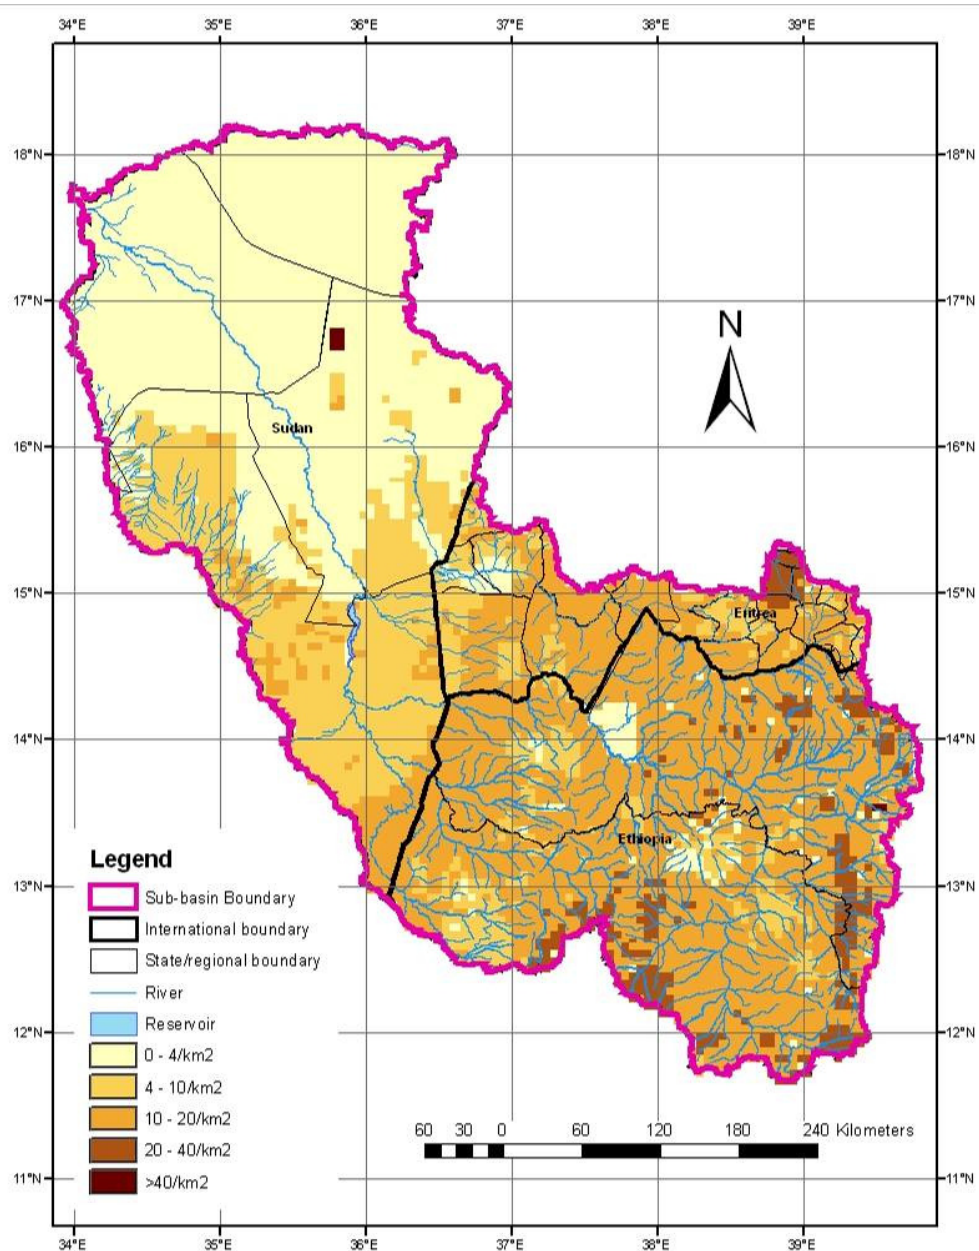 34°E 35°E 36°E 37°E 38°E 39°E
18°N 18°N
17°N 17°N
N
Sudan
16°N 16°N
15°N 15°N
Eritrea
14°N 14°N
Ethiopia
13°N 13°N
12°N 12°N
11°N 11°N
Legend
Sub-basin Boundary
International boundary
State/regional boundary
River
Reservoir
0 - 4/km2
4 - 10/km2
10 - 20/km2
20 - 40/km2
>40/km2
60 30 0 60 120 180 240 Kilometers
34°E 35°E 36°E 37°E 38°E 39°E